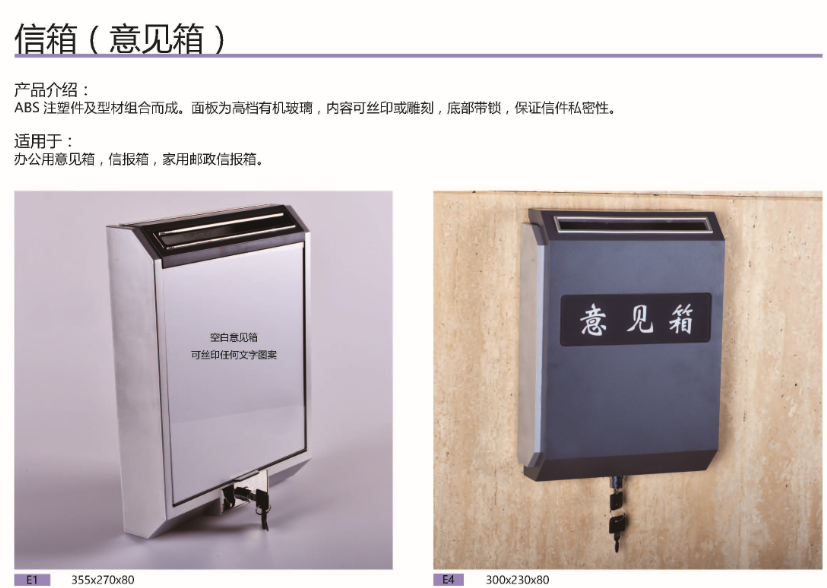 信箱（意见箱）
产品介绍：
ABS 注塑件及型材组合而成。面板为高档有机玻璃，内容可丝印或雕刻，底部带锁，保证信件私密性。
适用于：
办公用意见箱，信报箱，家用邮政信报箱。
空白意见箱
可丝印任何文字图案
意见箱
E1 355x270x80
E4 300x230x80